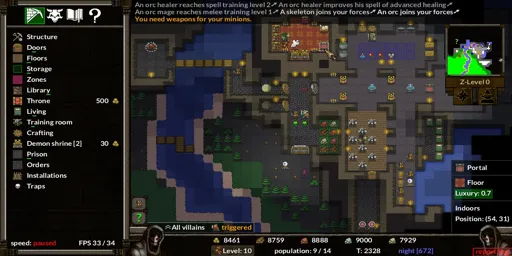 An orc healer reaches spell training level 2 An orc healer improves his spell of advanced healing
An orc mage reaches melee training level 1 A skeleton joins your forces An orc joins your forces
You need weapons for your minions.
Structure
Doors
Floors
Storage
Zones
Library
Throne 500
Living
Training room
Crafting
Demon shrine [2] 30
Prison
Orders
Installations
Traps
speed: paused FPS 33 / 34
?
Z-Level 0
Portal
Floor
Luxury: 0.7
Indoors
Position: (54, 31)
?
All villains triggered
8461 8759 8888 9000 7929
Level: 10 population: 9 / 14 T: 2328 night [672]